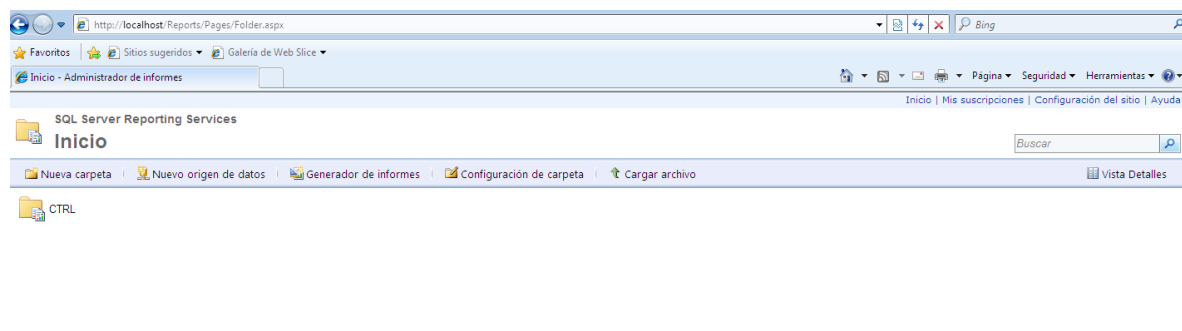 http://localhost/Reports/Pages/Folder.aspx
Bing
Favoritos Sitios sugeridos Galería de Web Slice
Inicio - Administrador de informes
Página Seguridad Herramientas
Inicio | Mis suscripciones | Configuración del sitio | Ayuda
SQL Server Reporting Services
Inicio
Buscar
Nueva carpeta Nuevo origen de datos Generador de informes Configuración de carpeta Cargar archivo Vista Detalles
CTRL